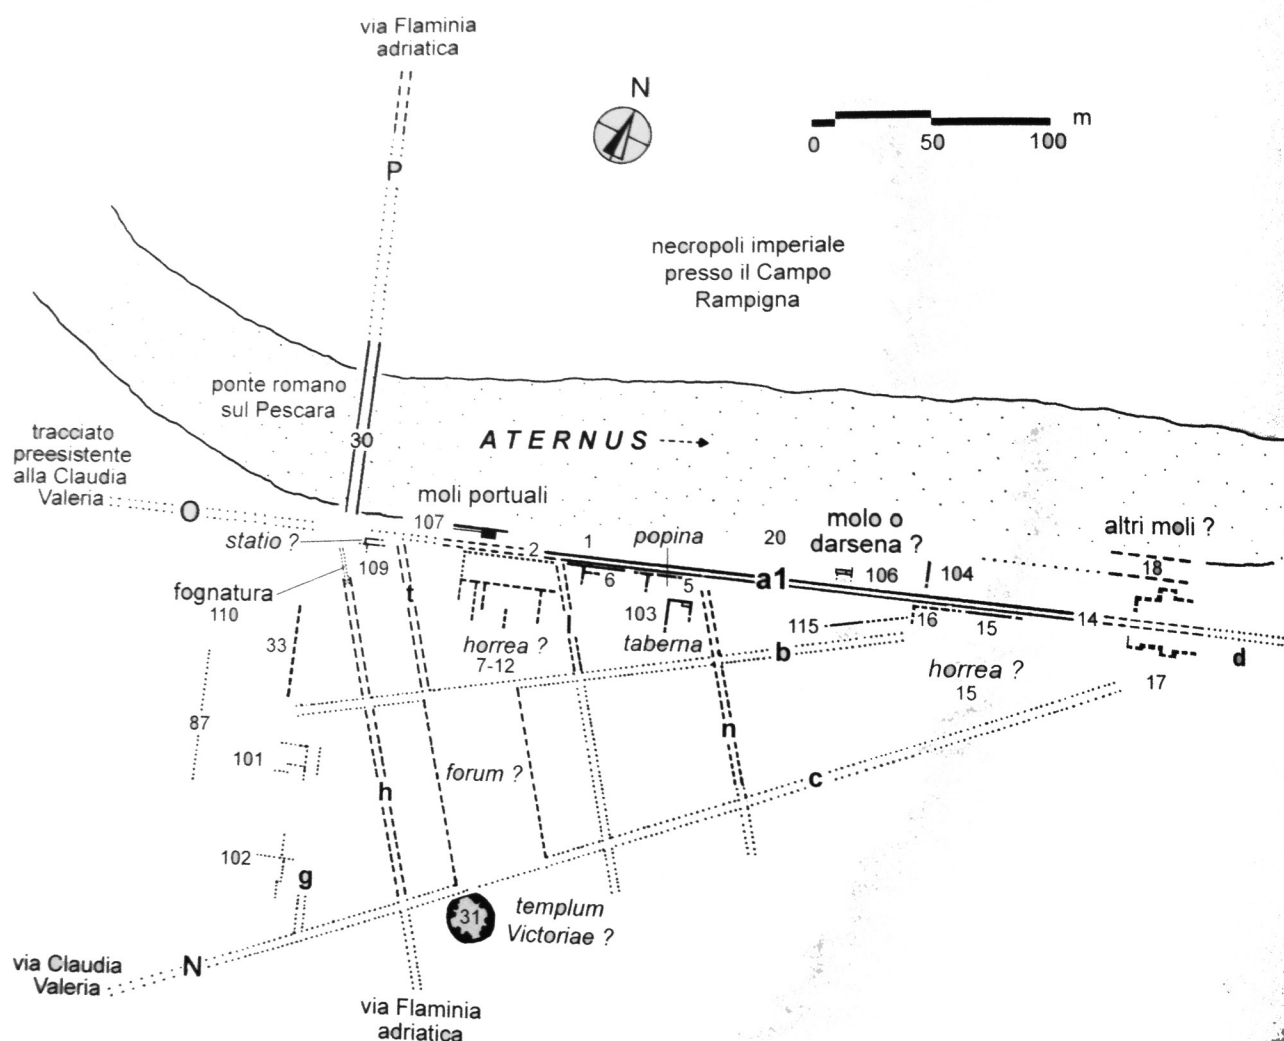 via Flaminia
adriatica
N
m
0
50
100
P
necropoli imperiale
presso il Campo
Rampigna
ponte romano
sul Pescara
30
ATERNUS
tracciato
preesistente
alla Claudia
Valeria
O
moli portuali
107
statio ?
109
fognatura
110
33
t
2
1
popina
20
molo o
darsena ?
altri moli ?
18
6
5
a1
106
104
103
taberna
horrea ?
7-12
l
115
b
16
15
14
horrea ?
15
17
d
87
101
h
forum ?
n
c
102
g
31
templum
Victoriae ?
via Claudia
Valeria
N
via Flaminia
adriatica